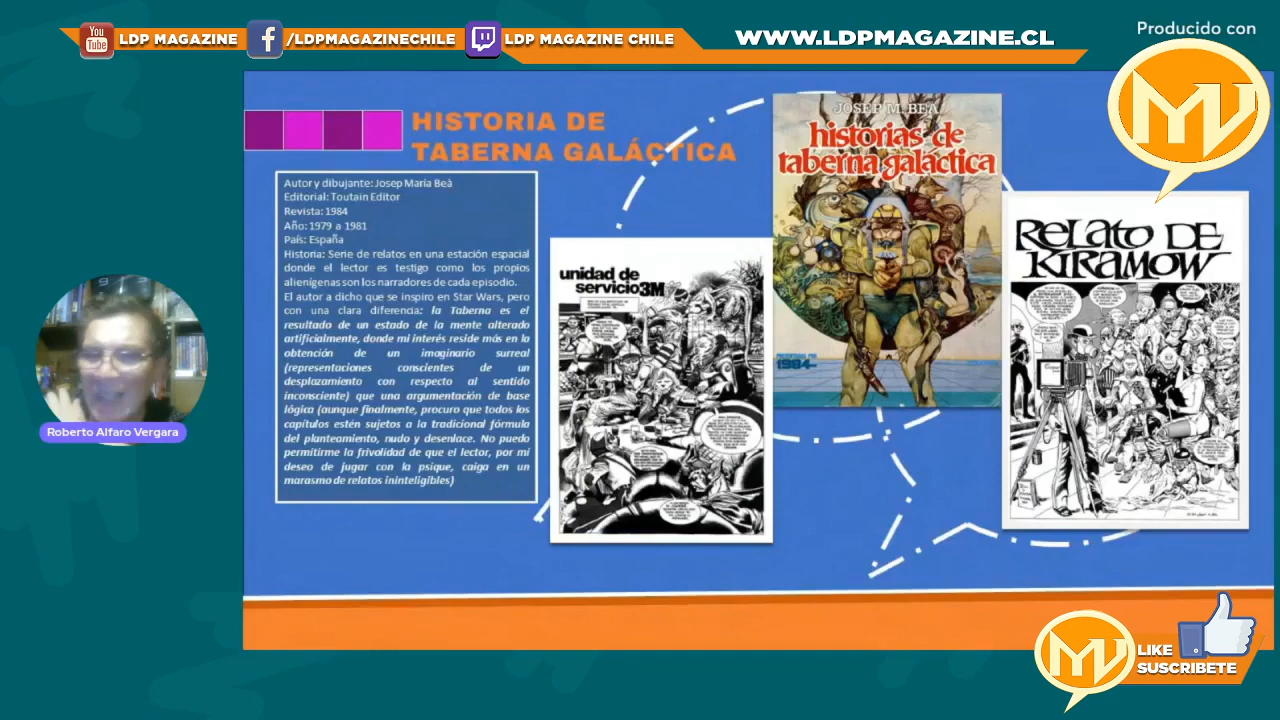 You
Tube
LDP MAGAZINE
f
/LDPMAGAZINECHILE
LDP MAGAZINE CHILE
WWW.LDPMAGAZINE.CL
Producido con
MV
HISTORIA DE
TABERNA GALÁCTICA
Autor y dibujante: Josep María Beà
Editorial: Toutain Editor
Revista: 1984
Año: 1979 a 1981
País: España
Historia: Serie de relatos en una estación espacial
donde el lector es testigo como los propios
alienígenas son los narradores de cada episodio.
El autor a dicho que se inspiro en Star Wars, pero
con una clara diferencia: la Taberna es el
resultado de un estado de la mente alterado
artificialmente, donde mi interés reside más en la
obtención de un imaginario surreal
(representaciones conscientes de un
desplazamiento con respecto al sentido
inconsciente) que una argumentación de base
lógica (aunque finalmente, procuro que todos los
capítulos estén sujetos a la tradicional fórmula
del planteamiento, nudo y desenlace. No puedo
permitirme la frivolidad de que el lector, por mi
deseo de jugar con la psique, caiga en un
marasmo de relatos ininteligibles)
unidad de
servicio3M
JOSEP M. BEA
historias de
taberna galactica
1984
RELATO DE
KIRAMOW
Roberto Alfaro Vergara
MV
LIKE
SUSCRIBETE